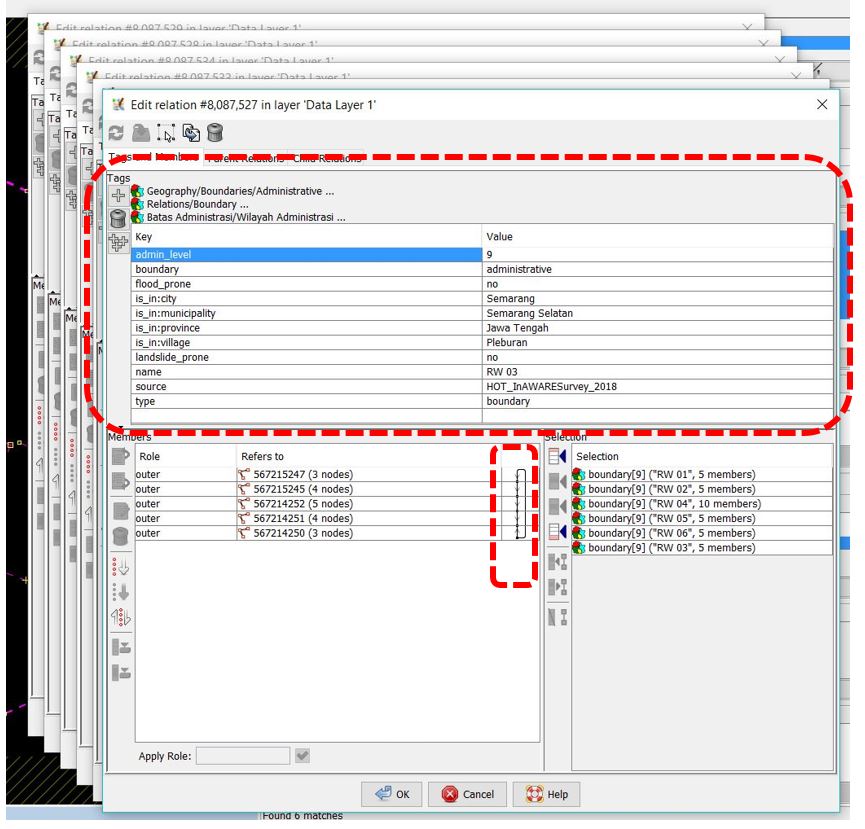 Edit relation #8,087,529 in layer 'Data Layer 1'
Edit relation #8,087,528 in layer 'Data Layer 1'
Edit relation #8,087,534 in layer 'Data Layer 1'
Edit relation #8,087,533 in layer 'Data Layer 1'
Edit relation #8,087,527 in layer 'Data Layer 1'
Tags and Members Parent Relations Child Relations
Tags
Geography/Boundaries/Administrative ...
Relations/Boundary ...
Batas Administrasi/Wilayah Administrasi ...
Key Value
admin_level 9
boundary administrative
flood_prone no
is_in:city Semarang
is_in:municipality Semarang Selatan
is_in:province Jawa Tengah
is_in:village Pleburan
landslide_prone no
name RW 03
source HOT_InAWARESurvey_2018
type boundary
Members Selection
Role Refers to Selection
outer 567215247 (3 nodes) boundary[9] ("RW 01", 5 members)
outer 567215245 (4 nodes) boundary[9] ("RW 02", 5 members)
outer 567214252 (5 nodes) boundary[9] ("RW 04", 10 members)
outer 567214251 (4 nodes) boundary[9] ("RW 05", 5 members)
outer 567214250 (3 nodes) boundary[9] ("RW 06", 5 members)
boundary[9] ("RW 03", 5 members)
Apply Role:
OK Cancel Help
Found 6 matches